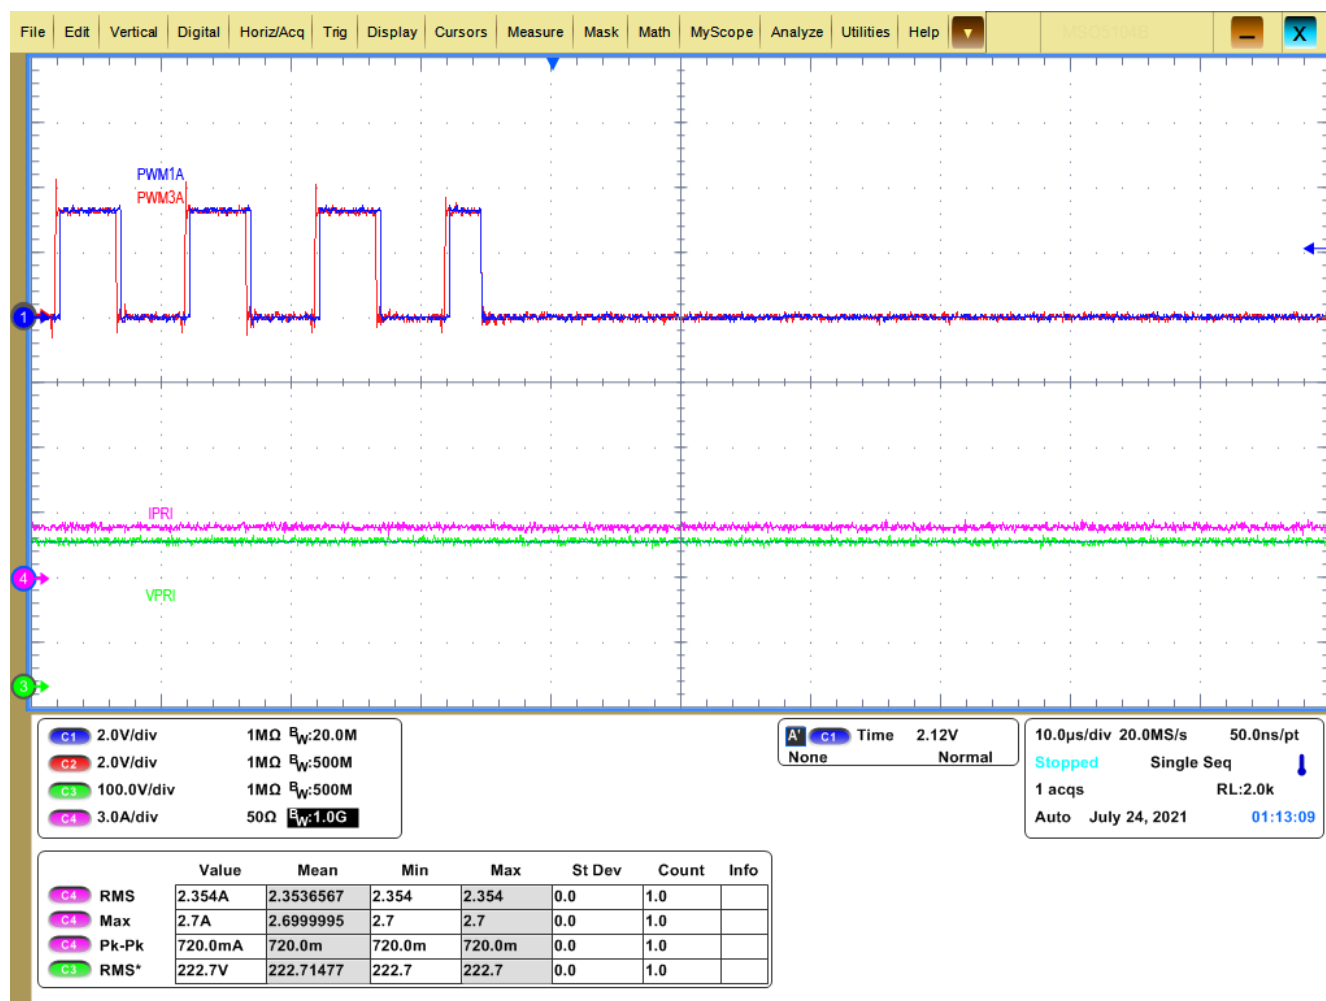 File Edit Vertical Digital Horiz/Acq Trig Display Cursors Measure Mask Math MyScope Analyze Utilities Help X
PWM1A
PWM3A
1
IPRI
4
VPRI
3
C1 2.0V/div 1MΩ BW:20.0M
C2 2.0V/div 1MΩ BW:500M
C3 100.0V/div 1MΩ BW:500M
C4 3.0A/div 50Ω BW:1.0G
A' C1 Time 2.12V
None Normal
10.0µs/div 20.0MS/s 50.0ns/pt
Stopped Single Seq
1 acqs RL:2.0k
Auto July 24, 2021 01:13:09
Value Mean Min Max St Dev Count Info
C4 RMS 2.354A 2.3536567 2.354 2.354 0.0 1.0
C4 Max 2.7A 2.6999995 2.7 2.7 0.0 1.0
C4 Pk-Pk 720.0mA 720.0m 720.0m 720.0m 0.0 1.0
C3 RMS* 222.7V 222.71477 222.7 222.7 0.0 1.0